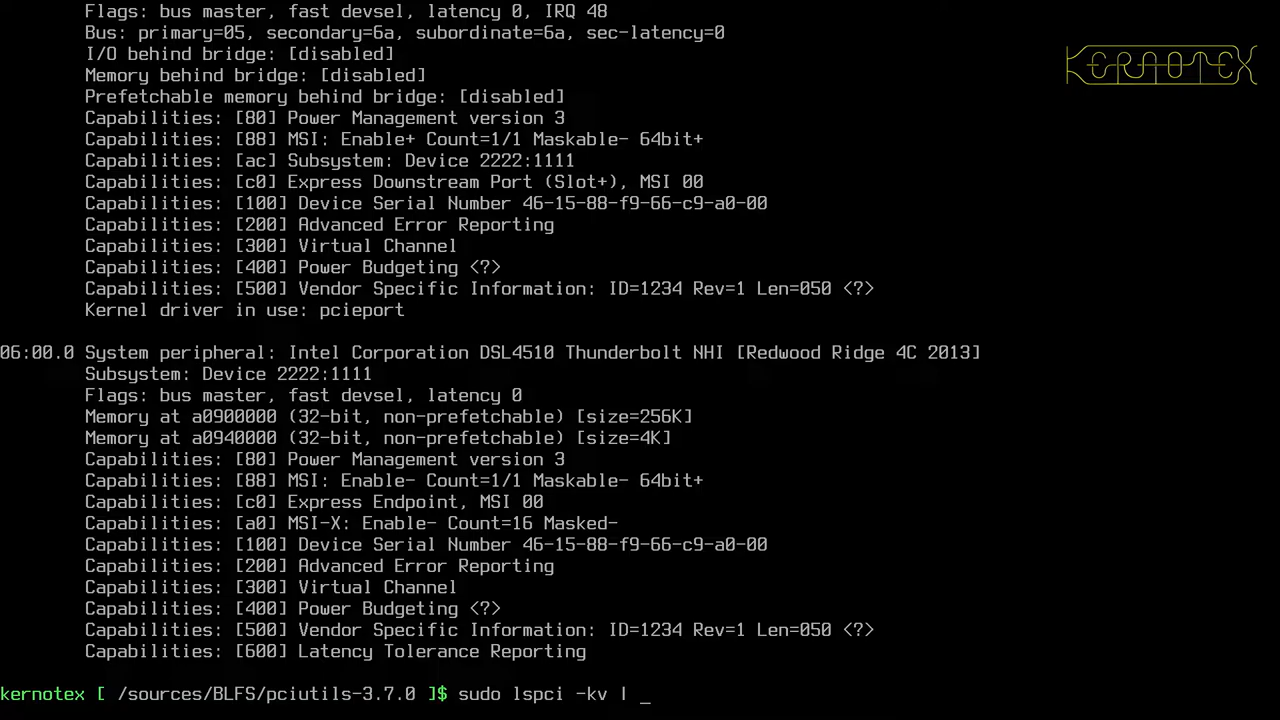 Flags: bus master, fast devsel, latency 0, IRQ 48
Bus: primary=05, secondary=6a, subordinate=6a, sec-latency=0
I/O behind bridge: [disabled]
Memory behind bridge: [disabled]
Prefetchable memory behind bridge: [disabled]
Capabilities: [80] Power Management version 3
Capabilities: [88] MSI: Enable+ Count=1/1 Maskable- 64bit+
Capabilities: [ac] Subsystem: Device 2222:1111
Capabilities: [c0] Express Downstream Port (Slot+), MSI 00
Capabilities: [100] Device Serial Number 46-15-88-f9-66-c9-a0-00
Capabilities: [200] Advanced Error Reporting
Capabilities: [300] Virtual Channel
Capabilities: [400] Power Budgeting <?>
Capabilities: [500] Vendor Specific Information: ID=1234 Rev=1 Len=050 <?>
Kernel driver in use: pcieport
KERNOTEX
06:00.0 System peripheral: Intel Corporation DSL4510 Thunderbolt NHI [Redwood Ridge 4C 2013]
Subsystem: Device 2222:1111
Flags: bus master, fast devsel, latency 0
Memory at a0900000 (32-bit, non-prefetchable) [size=256K]
Memory at a0940000 (32-bit, non-prefetchable) [size=4K]
Capabilities: [80] Power Management version 3
Capabilities: [88] MSI: Enable- Count=1/1 Maskable- 64bit+
Capabilities: [c0] Express Endpoint, MSI 00
Capabilities: [a0] MSI-X: Enable- Count=16 Masked-
Capabilities: [100] Device Serial Number 46-15-88-f9-66-c9-a0-00
Capabilities: [200] Advanced Error Reporting
Capabilities: [300] Virtual Channel
Capabilities: [400] Power Budgeting <?>
Capabilities: [500] Vendor Specific Information: ID=1234 Rev=1 Len=050 <?>
Capabilities: [600] Latency Tolerance Reporting
kernotex [ /sources/BLFS/pciutils-3.7.0 ]$ sudo lspci -kv | _